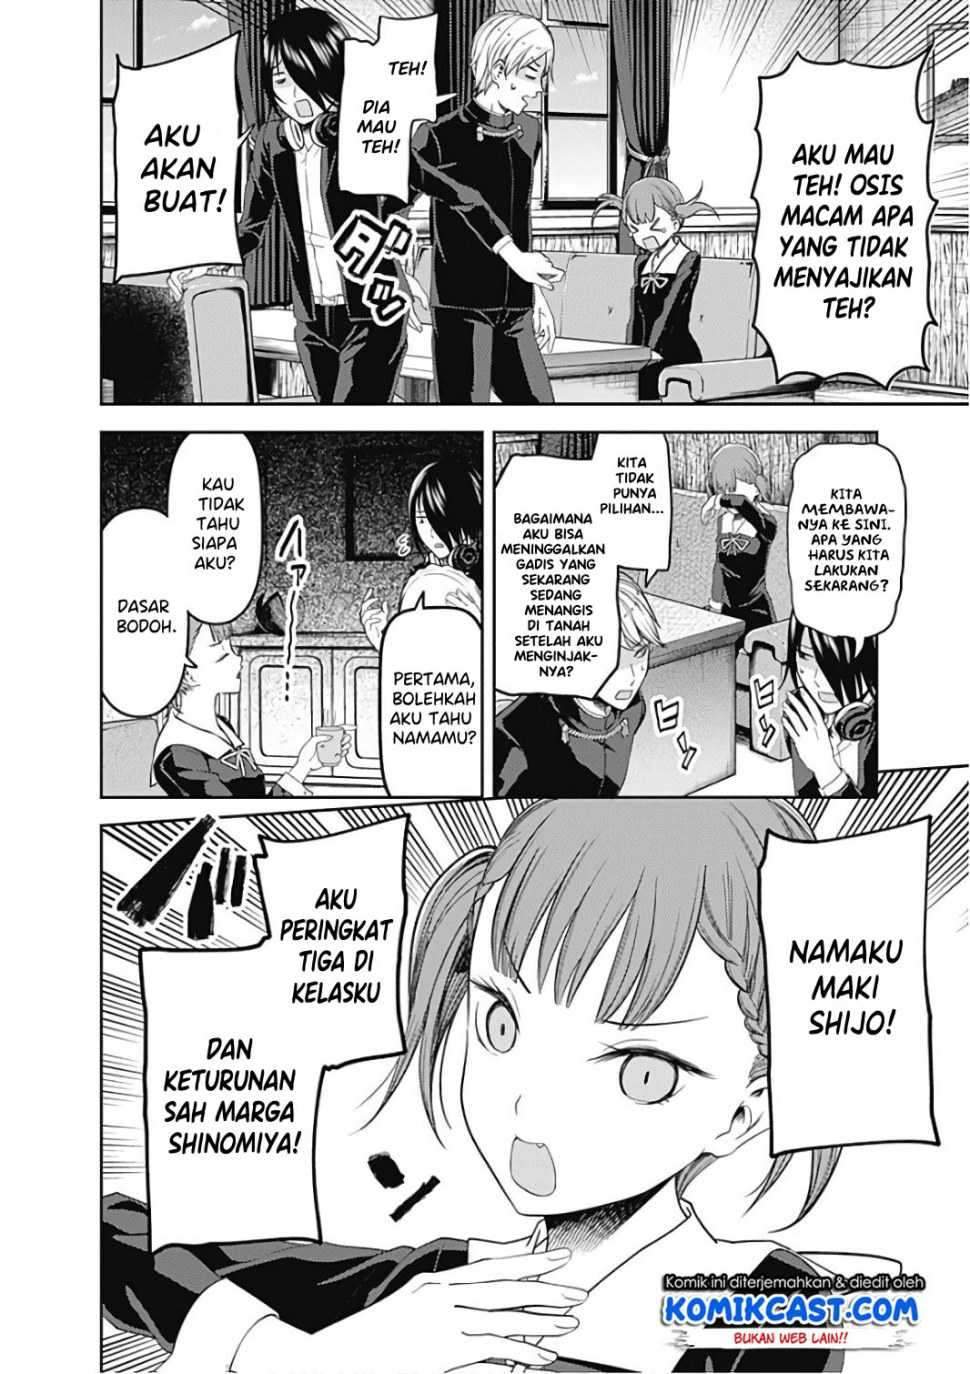 AKU MAU
TEH! OSIS
MACAM APA
YANG TIDAK
MENYAJIKAN
TEH?
TEH!
DIA
MAU
TEH!
AKU
AKAN
BUAT!
ダッ
KITA
MEMBAWA-
NYA KE SINI.
APA YANG
HARUS KITA
LAKUKAN
SEKARANG?
KITA
TIDAK
PUNYA
PILIHAN...
BAGAIMANA
AKU BISA
MENINGGALKAN
GADIS YANG
SEKARANG
SEDANG
MENANGIS
DI TANAH
SETELAH AKU
MENGINJAK-
NYA?
PERTAMA,
BOLEHKAH
AKU TAHU
NAMAMU?
KAU
TIDAK
TAHU
SIAPA
AKU?
DASAR
BODOH.
NAMAKU
MAKI
SHIJO!
AKU
PERINGKAT
TIGA DI
KELASKU
DAN
KETURUNAN
SAH MARGA
SHINOMIYA!
Komik ini diterjemahkan & diedit oleh
KOMIKCAST.COM
BUKAN WEB LAIN!!